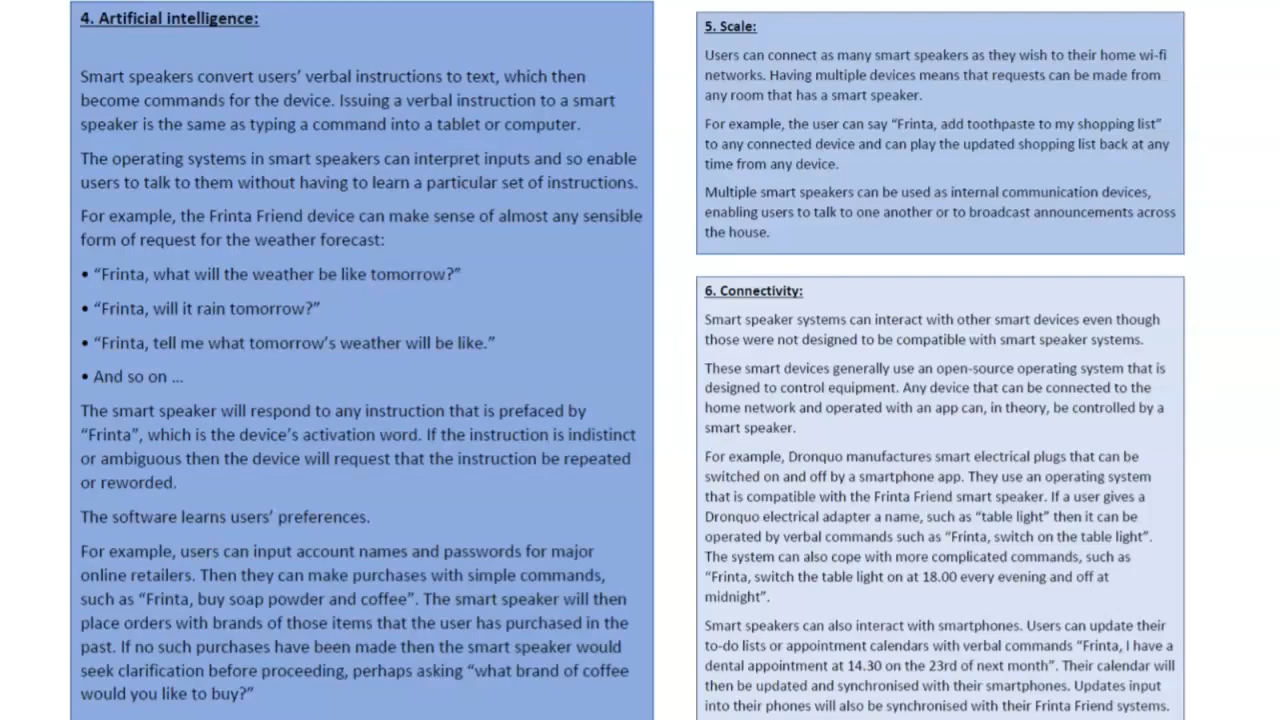 4. Artificial intelligence:
Smart speakers convert users’ verbal instructions to text, which then
become commands for the device. Issuing a verbal instruction to a smart
speaker is the same as typing a command into a tablet or computer.
The operating systems in smart speakers can interpret inputs and so enable
users to talk to them without having to learn a particular set of instructions.
For example, the Frinta Friend device can make sense of almost any sensible
form of request for the weather forecast:
• “Frinta, what will the weather be like tomorrow?”
• “Frinta, will it rain tomorrow?”
• “Frinta, tell me what tomorrow’s weather will be like.”
• And so on …
The smart speaker will respond to any instruction that is prefaced by
“Frinta”, which is the device’s activation word. If the instruction is indistinct
or ambiguous then the device will request that the instruction be repeated
or reworded.
The software learns users’ preferences.
For example, users can input account names and passwords for major
online retailers. Then they can make purchases with simple commands,
such as “Frinta, buy soap powder and coffee”. The smart speaker will then
place orders with brands of those items that the user has purchased in the
past. If no such purchases have been made then the smart speaker would
seek clarification before proceeding, perhaps asking “what brand of coffee
would you like to buy?”
5. Scale:
Users can connect as many smart speakers as they wish to their home wi-fi
networks. Having multiple devices means that requests can be made from
any room that has a smart speaker.
For example, the user can say “Frinta, add toothpaste to my shopping list”
to any connected device and can play the updated shopping list back at any
time from any device.
Multiple smart speakers can be used as internal communication devices,
enabling users to talk to one another or to broadcast announcements across
the house.
6. Connectivity:
Smart speaker systems can interact with other smart devices even though
those were not designed to be compatible with smart speaker systems.
These smart devices generally use an open-source operating system that is
designed to control equipment. Any device that can be connected to the
home network and operated with an app can, in theory, be controlled by a
smart speaker.
For example, Dronquo manufactures smart electrical plugs that can be
switched on and off by a smartphone app. They use an operating system
that is compatible with the Frinta Friend smart speaker. If a user gives a
Dronquo electrical adapter a name, such as “table light” then it can be
operated by verbal commands such as “Frinta, switch on the table light”.
The system can also cope with more complicated commands, such as
“Frinta, switch the table light on at 18.00 every evening and off at
midnight”.
Smart speakers can also interact with smartphones. Users can update their
to-do lists or appointment calendars with verbal commands “Frinta, I have a
dental appointment at 14.30 on the 23rd of next month”. Their calendar will
then be updated and synchronised with their smartphones. Updates input
into their phones will also be synchronised with their Frinta Friend systems.